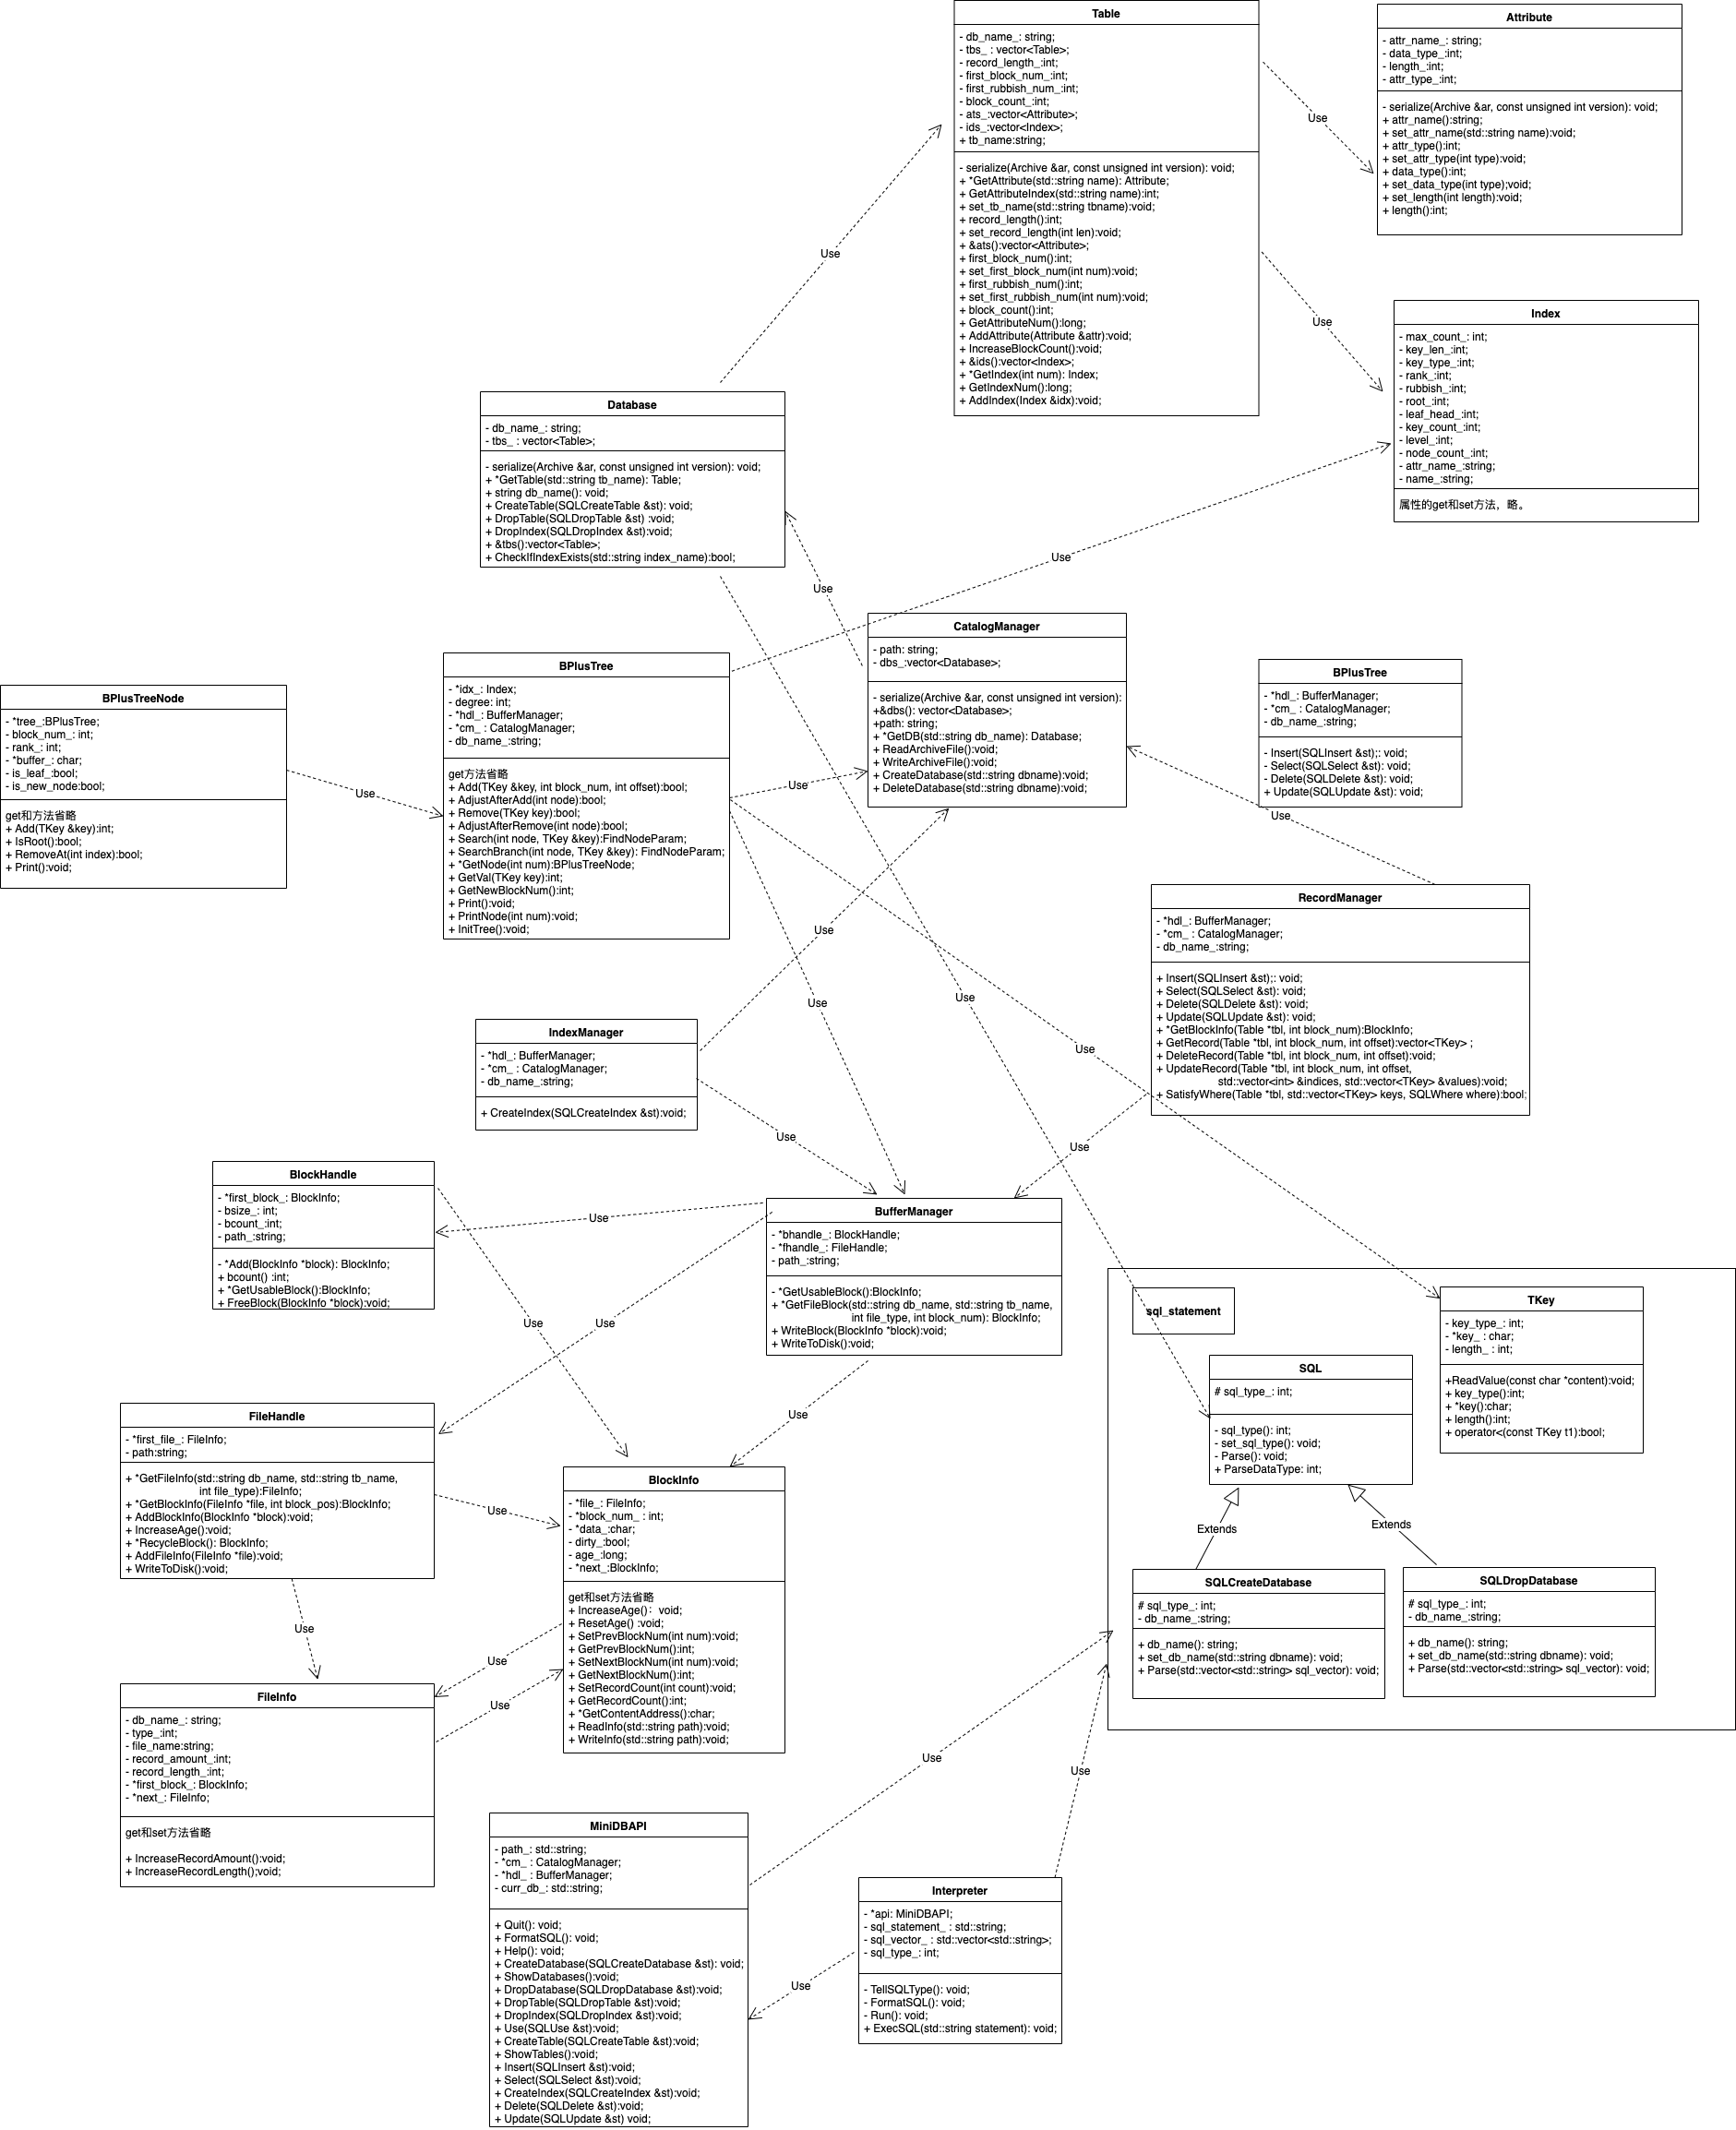 Table
- db_name_: string;
- tbs_ : vector<Table>;
- record_length_:int;
- first_block_num_:int;
- first_rubbish_num_:int;
- block_count_:int;
- ats_:vector<Attribute>;
- ids_:vector<Index>;
+ tb_name:string;
- serialize(Archive &ar, const unsigned int version): void;
+ *GetAttribute(std::string name): Attribute;
+ GetAttributeIndex(std::string name):int;
+ set_tb_name(std::string tbname):void;
+ record_length():int;
+ set_record_length(int len):void;
+ &ats():vector<Attribute>;
+ first_block_num():int;
+ set_first_block_num(int num):void;
+ first_rubbish_num():int;
+ set_first_rubbish_num(int num):void;
+ block_count():int;
+ GetAttributeNum():long;
+ AddAttribute(Attribute &attr):void;
+ IncreaseBlockCount():void;
+ &ids():vector<Index>;
+ *GetIndex(int num): Index;
+ GetIndexNum():long;
+ AddIndex(Index &idx):void;
Attribute
- attr_name_: string;
- data_type_:int;
- length_:int;
- attr_type_:int;
- serialize(Archive &ar, const unsigned int version): void;
+ attr_name():string;
+ set_attr_name(std::string name):void;
+ attr_type():int;
+ set_attr_type(int type):void;
+ data_type():int;
+ set_data_type(int type);void;
+ set_length(int length):void;
+ length():int;
Use
Use
Use
Index
- max_count_: int;
- key_len_:int;
- key_type_:int;
- rank_:int;
- rubbish_:int;
- root_:int;
- leaf_head_:int;
- key_count_:int;
- level_:int;
- node_count_:int;
- attr_name_:string;
- name_:string;
属性的get和set方法，略。
Database
- db_name_: string;
- tbs_ : vector<Table>;
- serialize(Archive &ar, const unsigned int version): void;
+ *GetTable(std::string tb_name): Table;
+ string db_name(): void;
+ CreateTable(SQLCreateTable &st): void;
+ DropTable(SQLDropTable &st) :void;
+ DropIndex(SQLDropIndex &st):void;
+ &tbs():vector<Table>;
+ CheckIfIndexExists(std::string index_name):bool;
Use
Use
CatalogManager
- path: string;
- dbs_:vector<Database>;
- serialize(Archive &ar, const unsigned int version):
+&dbs(): vector<Database>;
+path: string;
+ *GetDB(std::string db_name): Database;
+ ReadArchiveFile():void;
+ WriteArchiveFile():void;
+ CreateDatabase(std::string dbname):void;
+ DeleteDatabase(std::string dbname):void;
BPlusTree
- *idx_: Index;
- degree: int;
- *hdl_: BufferManager;
- *cm_ : CatalogManager;
- db_name_:string;
get方法省略
+ Add(TKey &key, int block_num, int offset):bool;
+ AdjustAfterAdd(int node):bool;
+ Remove(TKey key):bool;
+ AdjustAfterRemove(int node):bool;
+ Search(int node, TKey &key):FindNodeParam;
+ SearchBranch(int node, TKey &key): FindNodeParam;
+ *GetNode(int num):BPlusTreeNode;
+ GetVal(TKey key):int;
+ GetNewBlockNum():int;
+ Print():void;
+ PrintNode(int num):void;
+ InitTree():void;
BPlusTreeNode
- *tree_:BPlusTree;
- block_num_: int;
- rank_: int;
- *buffer_: char;
- is_leaf_:bool;
- is_new_node:bool;
get和方法省略
+ Add(TKey &key):int;
+ IsRoot():bool;
+ RemoveAt(int index):bool;
+ Print():void;
Use
Use
BPlusTree
- *hdl_: BufferManager;
- *cm_ : CatalogManager;
- db_name_:string;
- Insert(SQLInsert &st);: void;
- Select(SQLSelect &st): void;
- Delete(SQLDelete &st): void;
+ Update(SQLUpdate &st): void;
Use
RecordManager
- *hdl_: BufferManager;
- *cm_ : CatalogManager;
- db_name_:string;
+ Insert(SQLInsert &st);: void;
+ Select(SQLSelect &st): void;
+ Delete(SQLDelete &st): void;
+ Update(SQLUpdate &st): void;
+ *GetBlockInfo(Table *tbl, int block_num):BlockInfo;
+ GetRecord(Table *tbl, int block_num, int offset):vector<TKey> ;
+ DeleteRecord(Table *tbl, int block_num, int offset):void;
+ UpdateRecord(Table *tbl, int block_num, int offset,
std::vector<int> &indices, std::vector<TKey> &values):void;
+ SatisfyWhere(Table *tbl, std::vector<TKey> keys, SQLWhere where):bool;
Use
Use
Use
Use
IndexManager
- *hdl_: BufferManager;
- *cm_ : CatalogManager;
- db_name_:string;
+ CreateIndex(SQLCreateIndex &st):void;
Use
Use
BlockHandle
- *first_block_: BlockInfo;
- bsize_: int;
- bcount_:int;
- path_:string;
- *Add(BlockInfo *block): BlockInfo;
+ bcount() :int;
+ *GetUsableBlock():BlockInfo;
+ FreeBlock(BlockInfo *block):void;
Use
BufferManager
- *bhandle_: BlockHandle;
- *fhandle_: FileHandle;
- path_:string;
- *GetUsableBlock():BlockInfo;
+ *GetFileBlock(std::string db_name, std::string tb_name,
int file_type, int block_num): BlockInfo;
+ WriteBlock(BlockInfo *block):void;
+ WriteToDisk():void;
Use
Use
Use
sql_statement
TKey
- key_type_: int;
- *key_ : char;
- length_ : int;
+ReadValue(const char *content):void;
+ key_type():int;
+ *key():char;
+ length():int;
+ operator<(const TKey t1):bool;
SQL
# sql_type_: int;
- sql_type(): int;
- set_sql_type(): void;
- Parse(): void;
+ ParseDataType: int;
Extends
Extends
SQLCreateDatabase
# sql_type_: int;
- db_name_:string;
+ db_name(): string;
+ set_db_name(std::string dbname): void;
+ Parse(std::vector<std::string> sql_vector): void;
SQLDropDatabase
# sql_type_: int;
- db_name_:string;
+ db_name(): string;
+ set_db_name(std::string dbname): void;
+ Parse(std::vector<std::string> sql_vector): void;
FileHandle
- *first_file_: FileInfo;
- path:string;
+ *GetFileInfo(std::string db_name, std::string tb_name,
int file_type):FileInfo;
+ *GetBlockInfo(FileInfo *file, int block_pos):BlockInfo;
+ AddBlockInfo(BlockInfo *block):void;
+ IncreaseAge():void;
+ *RecycleBlock(): BlockInfo;
+ AddFileInfo(FileInfo *file):void;
+ WriteToDisk():void;
Use
Use
BlockInfo
- *file_: FileInfo;
- *block_num_ : int;
- *data_:char;
- dirty_:bool;
- age_:long;
- *next_:BlockInfo;
get和set方法省略
+ IncreaseAge()：void;
+ ResetAge() :void;
+ SetPrevBlockNum(int num):void;
+ GetPrevBlockNum():int;
+ SetNextBlockNum(int num):void;
+ GetNextBlockNum():int;
+ SetRecordCount(int count):void;
+ GetRecordCount():int;
+ *GetContentAddress():char;
+ ReadInfo(std::string path):void;
+ WriteInfo(std::string path):void;
Use
Use
FileInfo
- db_name_: string;
- type_:int;
- file_name:string;
- record_amount_:int;
- record_length_:int;
- *first_block_: BlockInfo;
- *next_: FileInfo;
get和set方法省略
+ IncreaseRecordAmount():void;
+ IncreaseRecordLength();void;
Use
Use
MiniDBAPI
- path_: std::string;
- *cm_ : CatalogManager;
- *hdl_ : BufferManager;
- curr_db_: std::string;
+ Quit(): void;
+ FormatSQL(): void;
+ Help(): void;
+ CreateDatabase(SQLCreateDatabase &st): void;
+ ShowDatabases():void;
+ DropDatabase(SQLDropDatabase &st):void;
+ DropTable(SQLDropTable &st):void;
+ DropIndex(SQLDropIndex &st):void;
+ Use(SQLUse &st):void;
+ CreateTable(SQLCreateTable &st):void;
+ ShowTables():void;
+ Insert(SQLInsert &st):void;
+ Select(SQLSelect &st):void;
+ CreateIndex(SQLCreateIndex &st):void;
+ Delete(SQLDelete &st):void;
+ Update(SQLUpdate &st) void;
Use
Interpreter
- *api: MiniDBAPI;
- sql_statement_ : std::string;
- sql_vector_ : std::vector<std::string>;
- sql_type_: int;
- TellSQLType(): void;
- FormatSQL(): void;
- Run(): void;
+ ExecSQL(std::string statement): void;